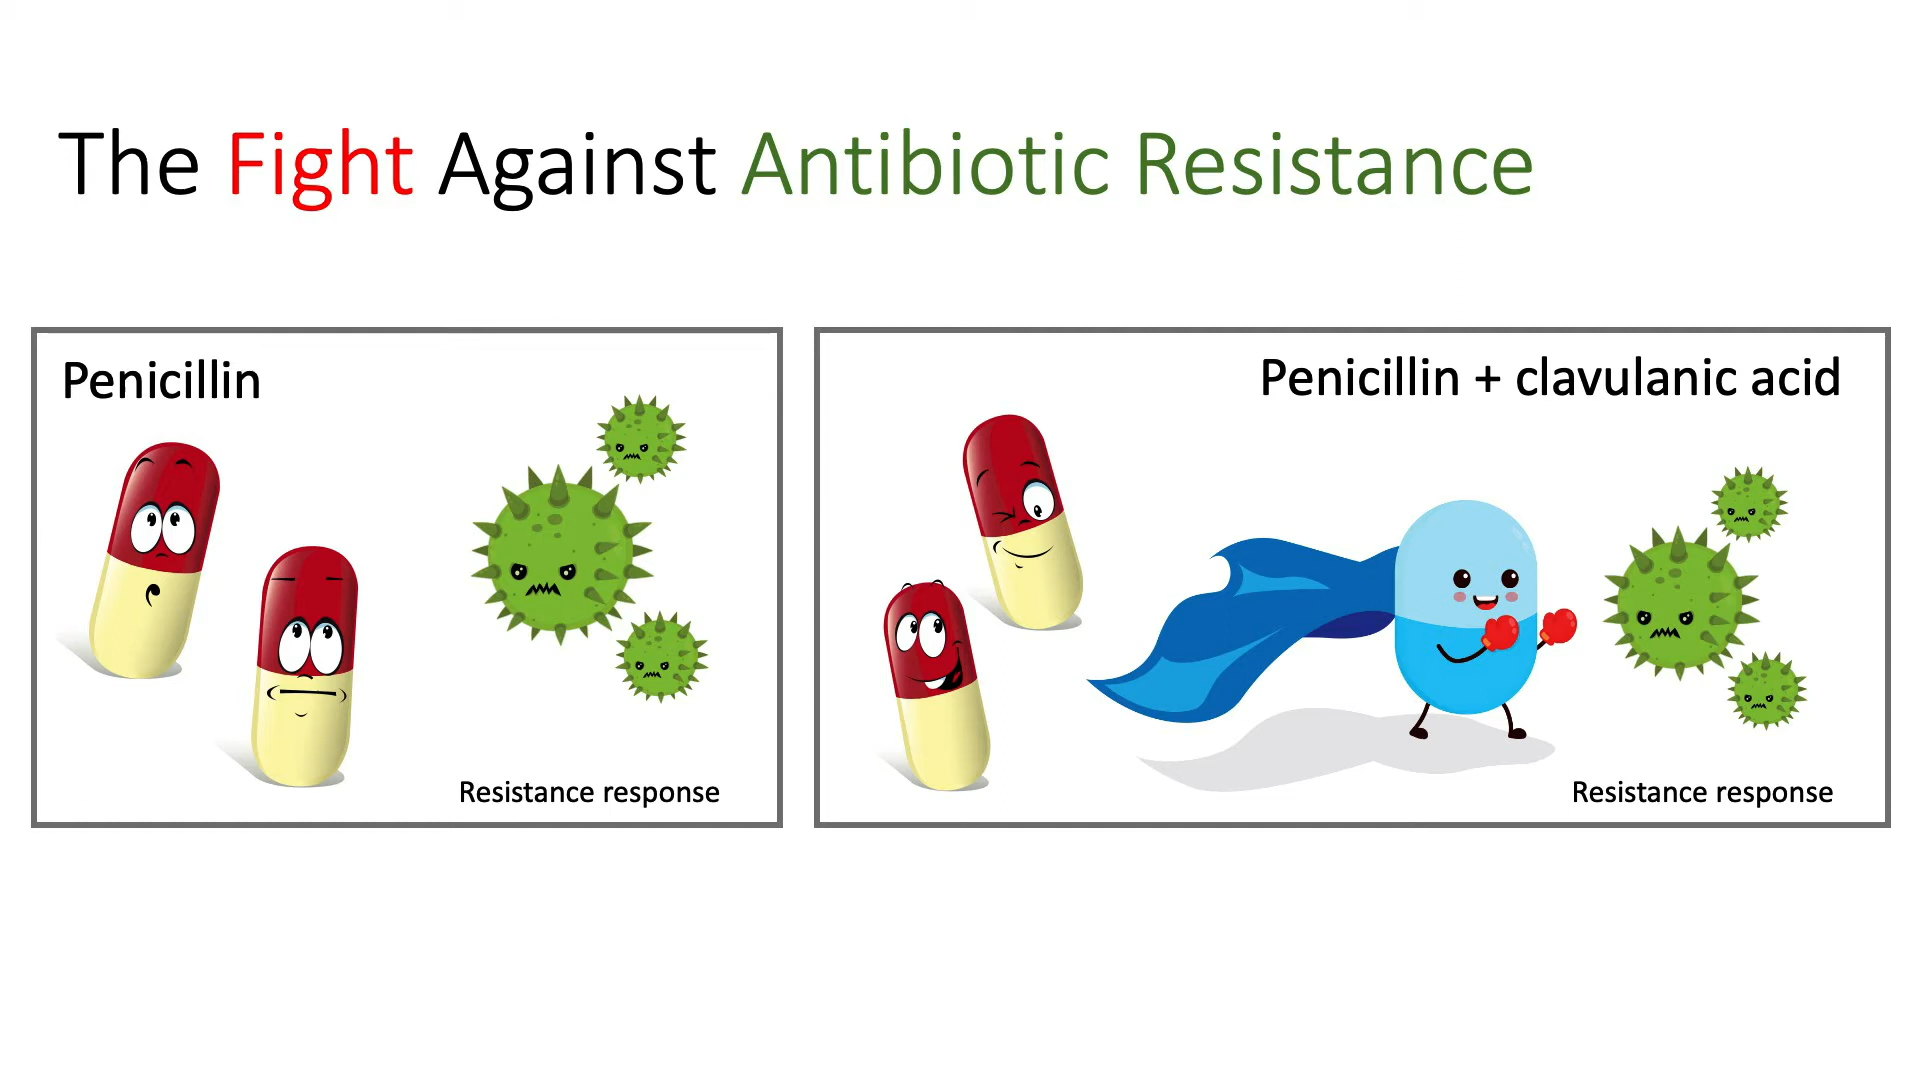 The Fight Against Antibiotic Resistance
Penicillin
Resistance response
Penicillin + clavulanic acid
Resistance response